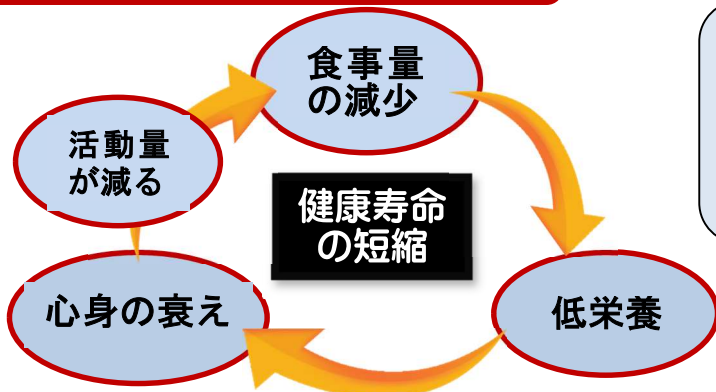 食事量
の減少
活動量
が減る
健康寿命
の短縮
心身の衰え
低栄養